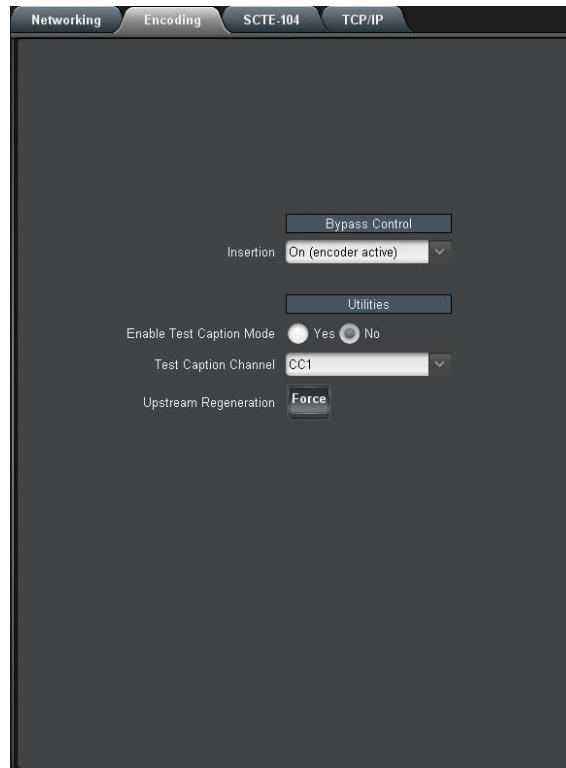 Networking Encoding SCTE-104 TCP/IP
Bypass Control
Insertion On (encoder active)
Utilities
Enable Test Caption Mode Yes No
Test Caption Channel CC1
Upstream Regeneration Force